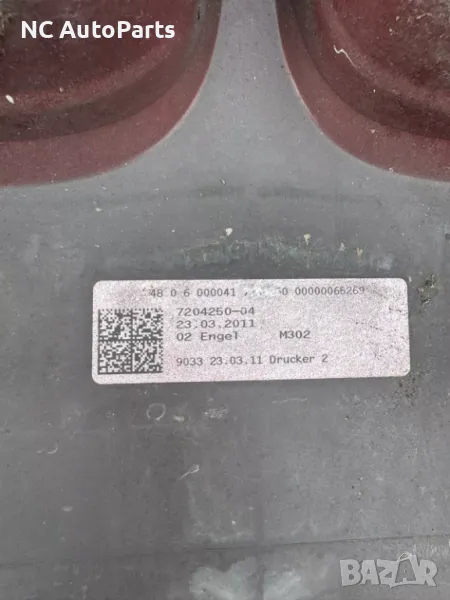 NC AutoParts
48 0 6 000041 00000066269
7204250-04
23.03.2011
02 Engel M302
9033 23.03.11 Drucker 2
BAZAR